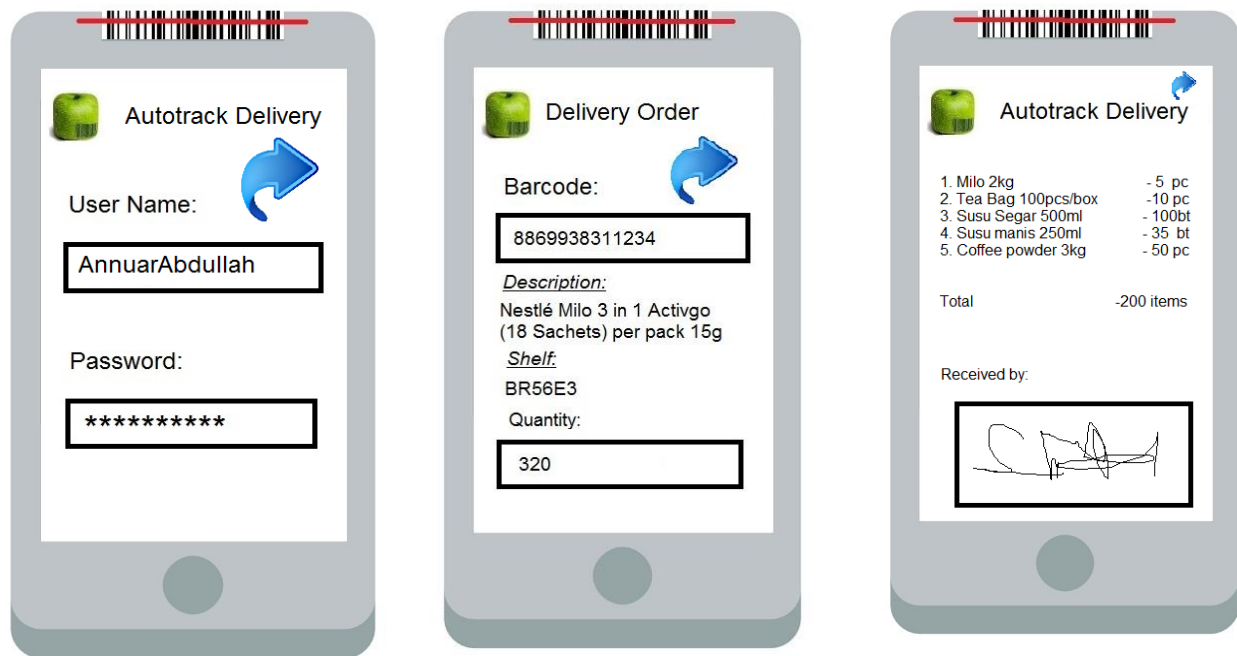 Autotrack Delivery
User Name:
AnnuarAbdullah
Password:
**********
Delivery Order
Barcode:
8869938311234
Description:
Nestlé Milo 3 in 1 Activgo
(18 Sachets) per pack 15g
Shelf:
BR56E3
Quantity:
320
Autotrack Delivery
1. Milo 2kg - 5 pc
2. Tea Bag 100pcs/box -10 pc
3. Susu Segar 500ml - 100bt
4. Susu manis 250ml - 35 bt
5. Coffee powder 3kg - 50 pc
Total -200 items
Received by: